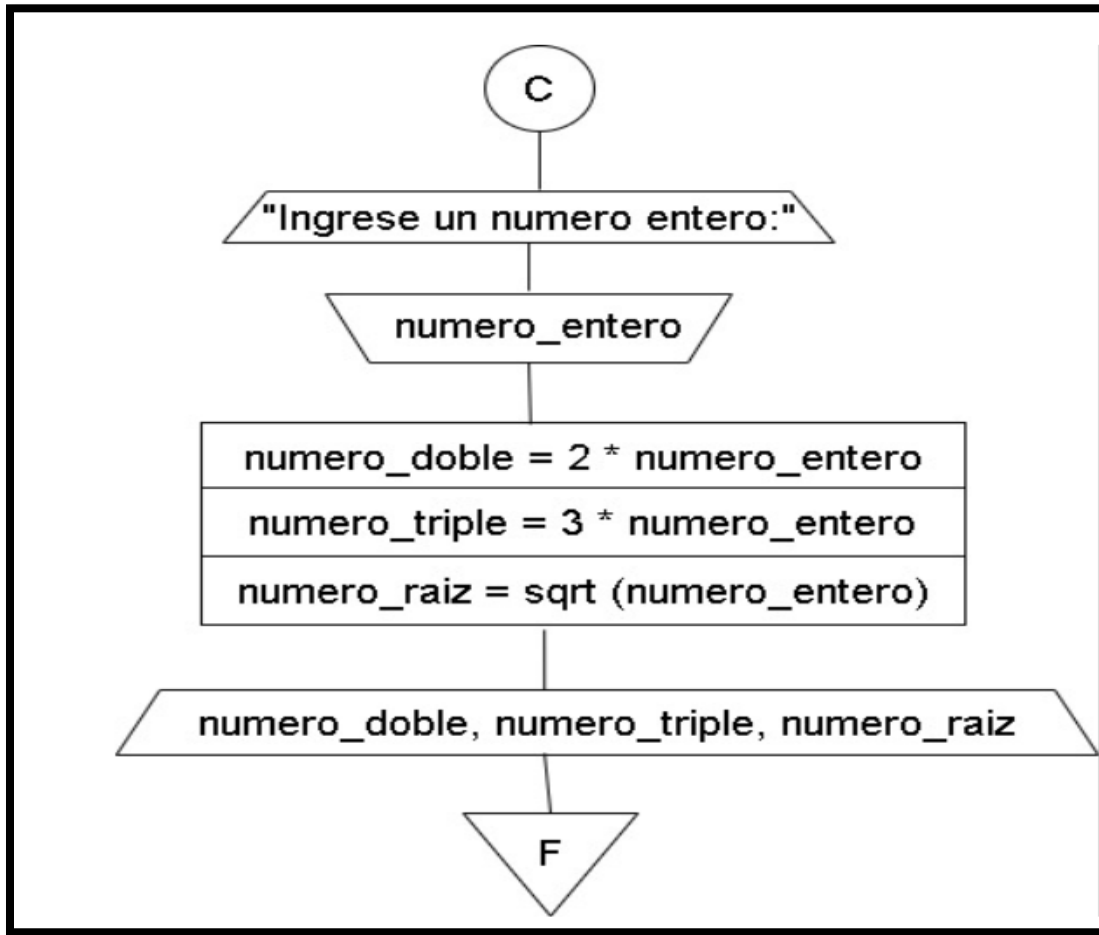 C
"Ingrese un numero entero:"
numero_entero
numero_doble = 2 * numero_entero
numero_triple = 3 * numero_entero
numero_raiz = sqrt (numero_entero)
numero_doble, numero_triple, numero_raiz
F